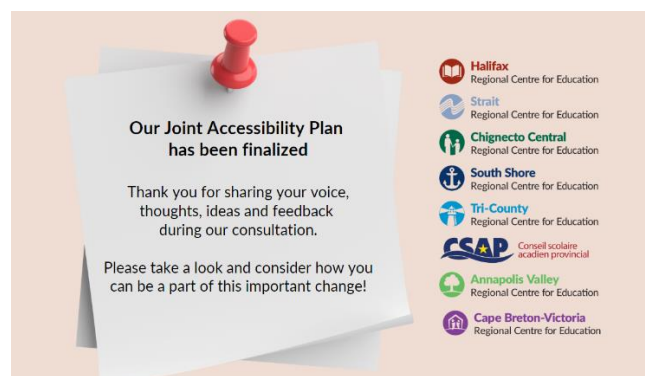 Our Joint Accessibility Plan
has been finalized
Thank you for sharing your voice,
thoughts, ideas and feedback
during our consultation.
Please take a look and consider how you
can be a part of this important change!
Halifax
Regional Centre for Education
Strait
Regional Centre for Education
Chignecto Central
Regional Centre for Education
South Shore
Regional Centre for Education
Tri-County
Regional Centre for Education
CSAP
Conseil scolaire
acadien provincial
Annapolis Valley
Regional Centre for Education
Cape Breton-Victoria
Regional Centre for Education